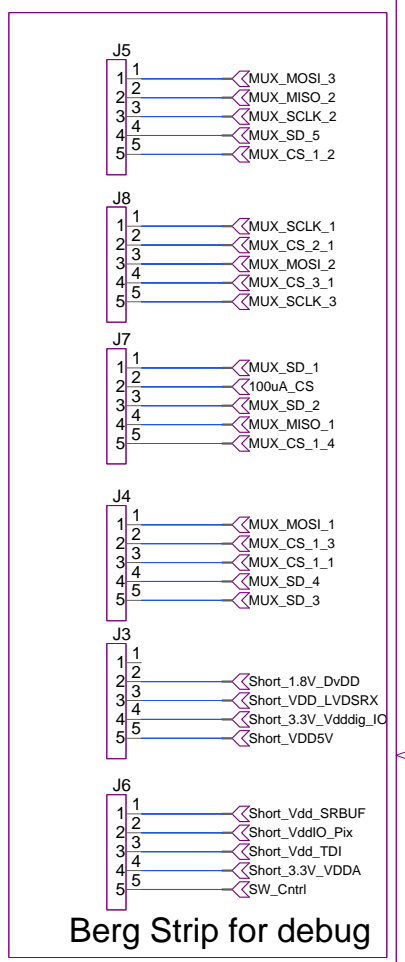 J5
1 1 MUX_MOSI_3
2 2 MUX_MISO_2
3 3 MUX_SCLK_2
4 4 MUX_SD_5
5 5 MUX_CS_1_2
J8
1 1 MUX_SCLK_1
2 2 MUX_CS_2_1
3 3 MUX_MOSI_2
4 4 MUX_CS_3_1
5 5 MUX_SCLK_3
J7
1 1 MUX_SD_1
2 2 100uA_CS
3 3 MUX_SD_2
4 4 MUX_MISO_1
5 5 MUX_CS_1_4
J4
1 1 MUX_MOSI_1
2 2 MUX_CS_1_3
3 3 MUX_CS_1_1
4 4 MUX_SD_4
5 5 MUX_SD_3
J3
1 1
2 2 Short_1.8V_DvDD
3 3 Short_VDD_LVDSRX
4 4 Short_3.3V_Vdddig_IO
5 5 Short_VDD5V
J6
1 1 Short_Vdd_SRBUF
2 2 Short_VddIO_Pix
3 3 Short_Vdd_TDI
4 4 Short_3.3V_VDDA
5 5 SW_Cntrl
Berg Strip for debug